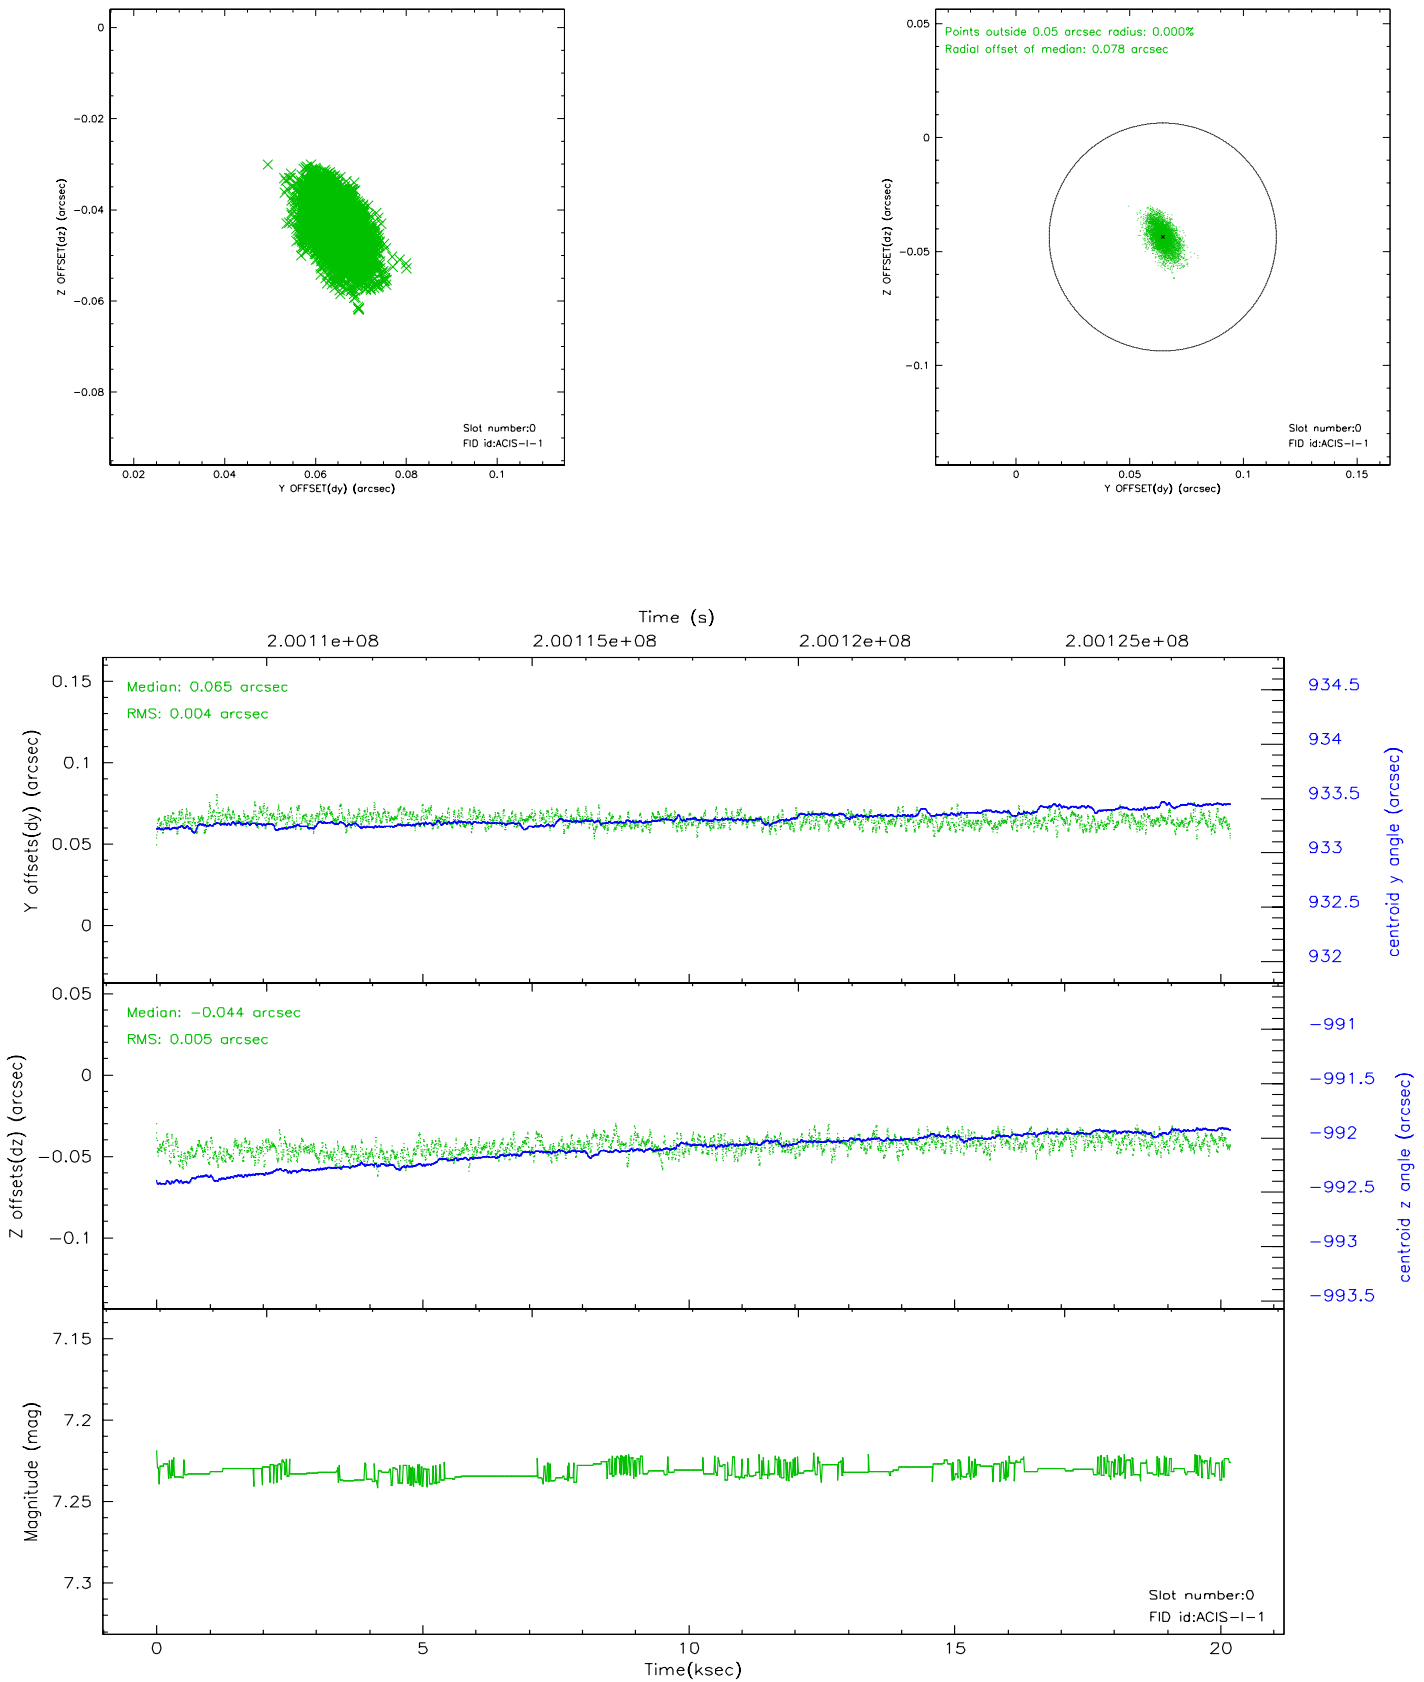 0
-0.02
-0.04
-0.06
-0.08
Z OFFSET(dz) (arcsec)
Slot number:0
FID id:ACIS-I-1
0.02 0.04 0.06 0.08 0.1
Y OFFSET(dy) (arcsec)
0.05
0
-0.05
-0.1
Z OFFSET(dz) (arcsec)
Points outside 0.05 arcsec radius: 0.000%
Radial offset of median: 0.078 arcsec
Slot number:0
FID id:ACIS-I-1
0 0.05 0.1 0.15
Y OFFSET(dy) (arcsec)
Time (s)
2.0011e+08 2.00115e+08 2.0012e+08 2.00125e+08
0.15
0.1
0.05
0
Y offsets(dy) (arcsec)
Median: 0.065 arcsec
RMS: 0.004 arcsec
934.5
934
933.5
933
932.5
932
centroid y angle (arcsec)
0.05
0
-0.05
-0.1
Z offsets(dz) (arcsec)
Median: -0.044 arcsec
RMS: 0.005 arcsec
-991
-991.5
-992
-992.5
-993
-993.5
centroid z angle (arcsec)
7.15
7.2
7.25
7.3
Magnitude (mag)
Slot number:0
FID id:ACIS-I-1
0 5 10 15 20
Time(ksec)